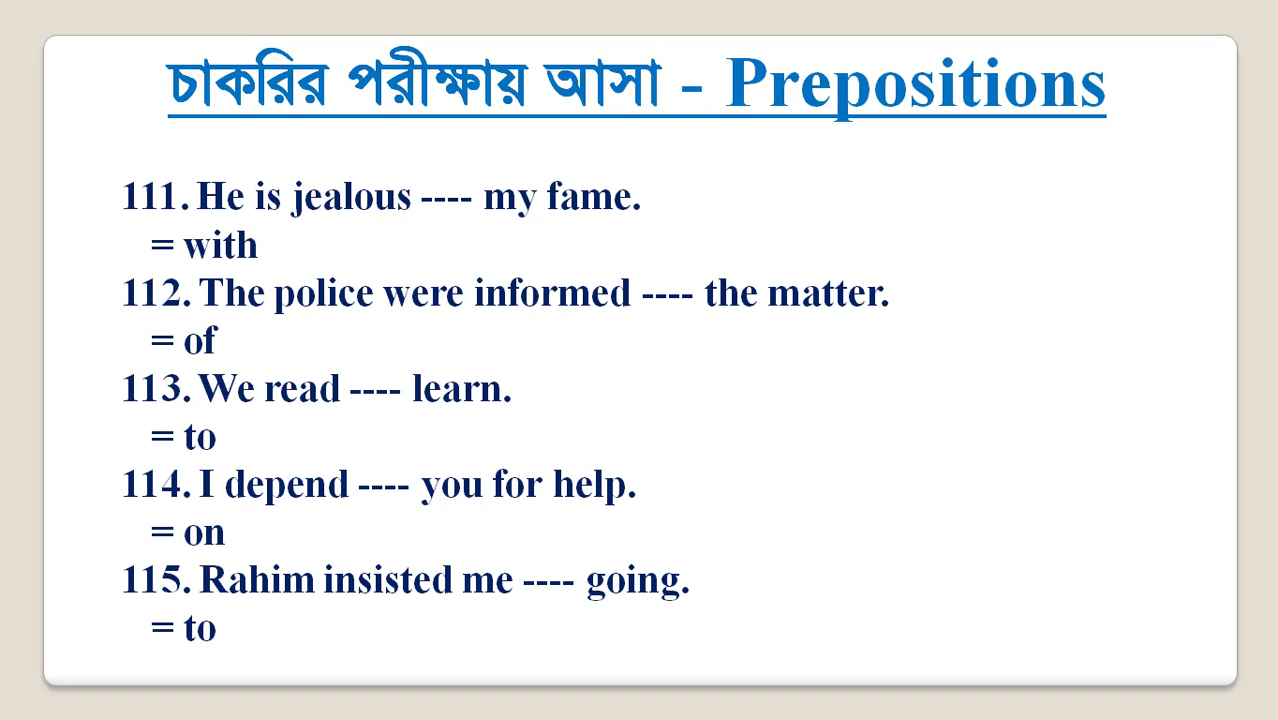 চাকরির পরীক্ষায় আসা - Prepositions
111. He is jealous ---- my fame.
= with
112. The police were informed ---- the matter.
= of
113. We read ---- learn.
= to
114. I depend ---- you for help.
= on
115. Rahim insisted me ---- going.
= to